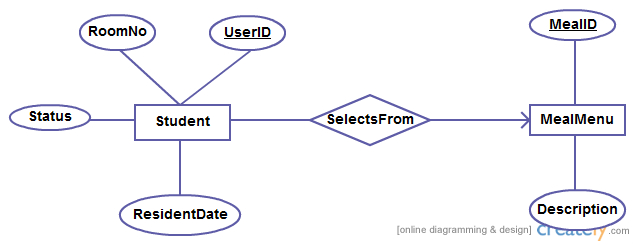 MealID
RoomNo
UserID
Status
Student
SelectsFrom
MealMenu
ResidentDate
Description
[online diagramming & design] creately.com